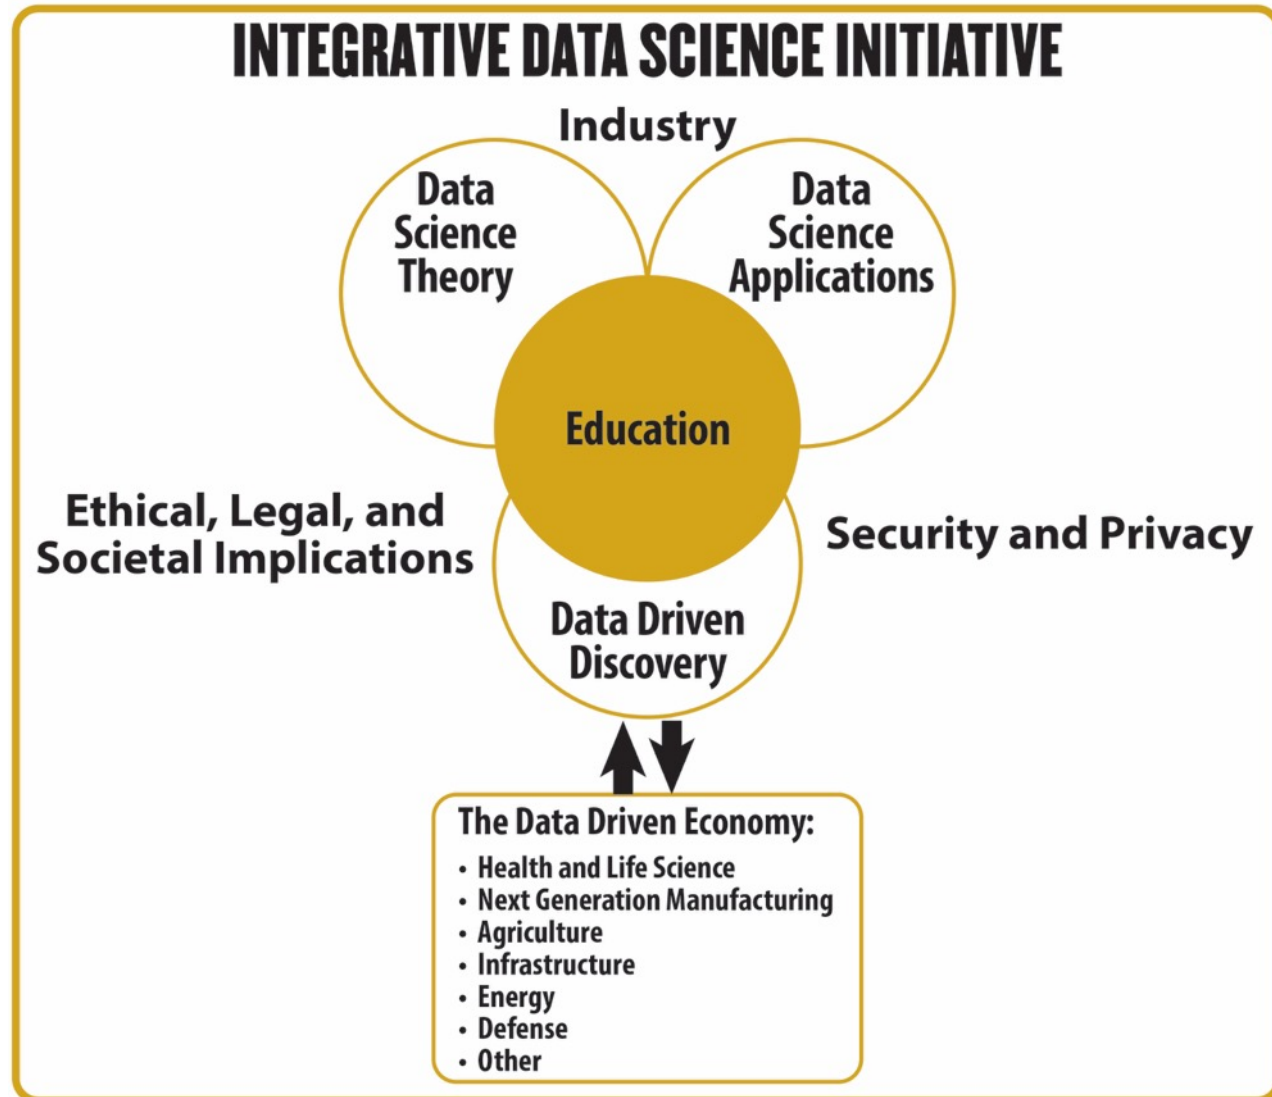 INTEGRATIVE DATA SCIENCE INITIATIVE
Industry
Data
Science
Theory
Data
Science
Applications
Education
Ethical, Legal, and
Societal Implications
Security and Privacy
Data Driven
Discovery
The Data Driven Economy:
• Health and Life Science
• Next Generation Manufacturing
• Agriculture
• Infrastructure
• Energy
• Defense
• Other